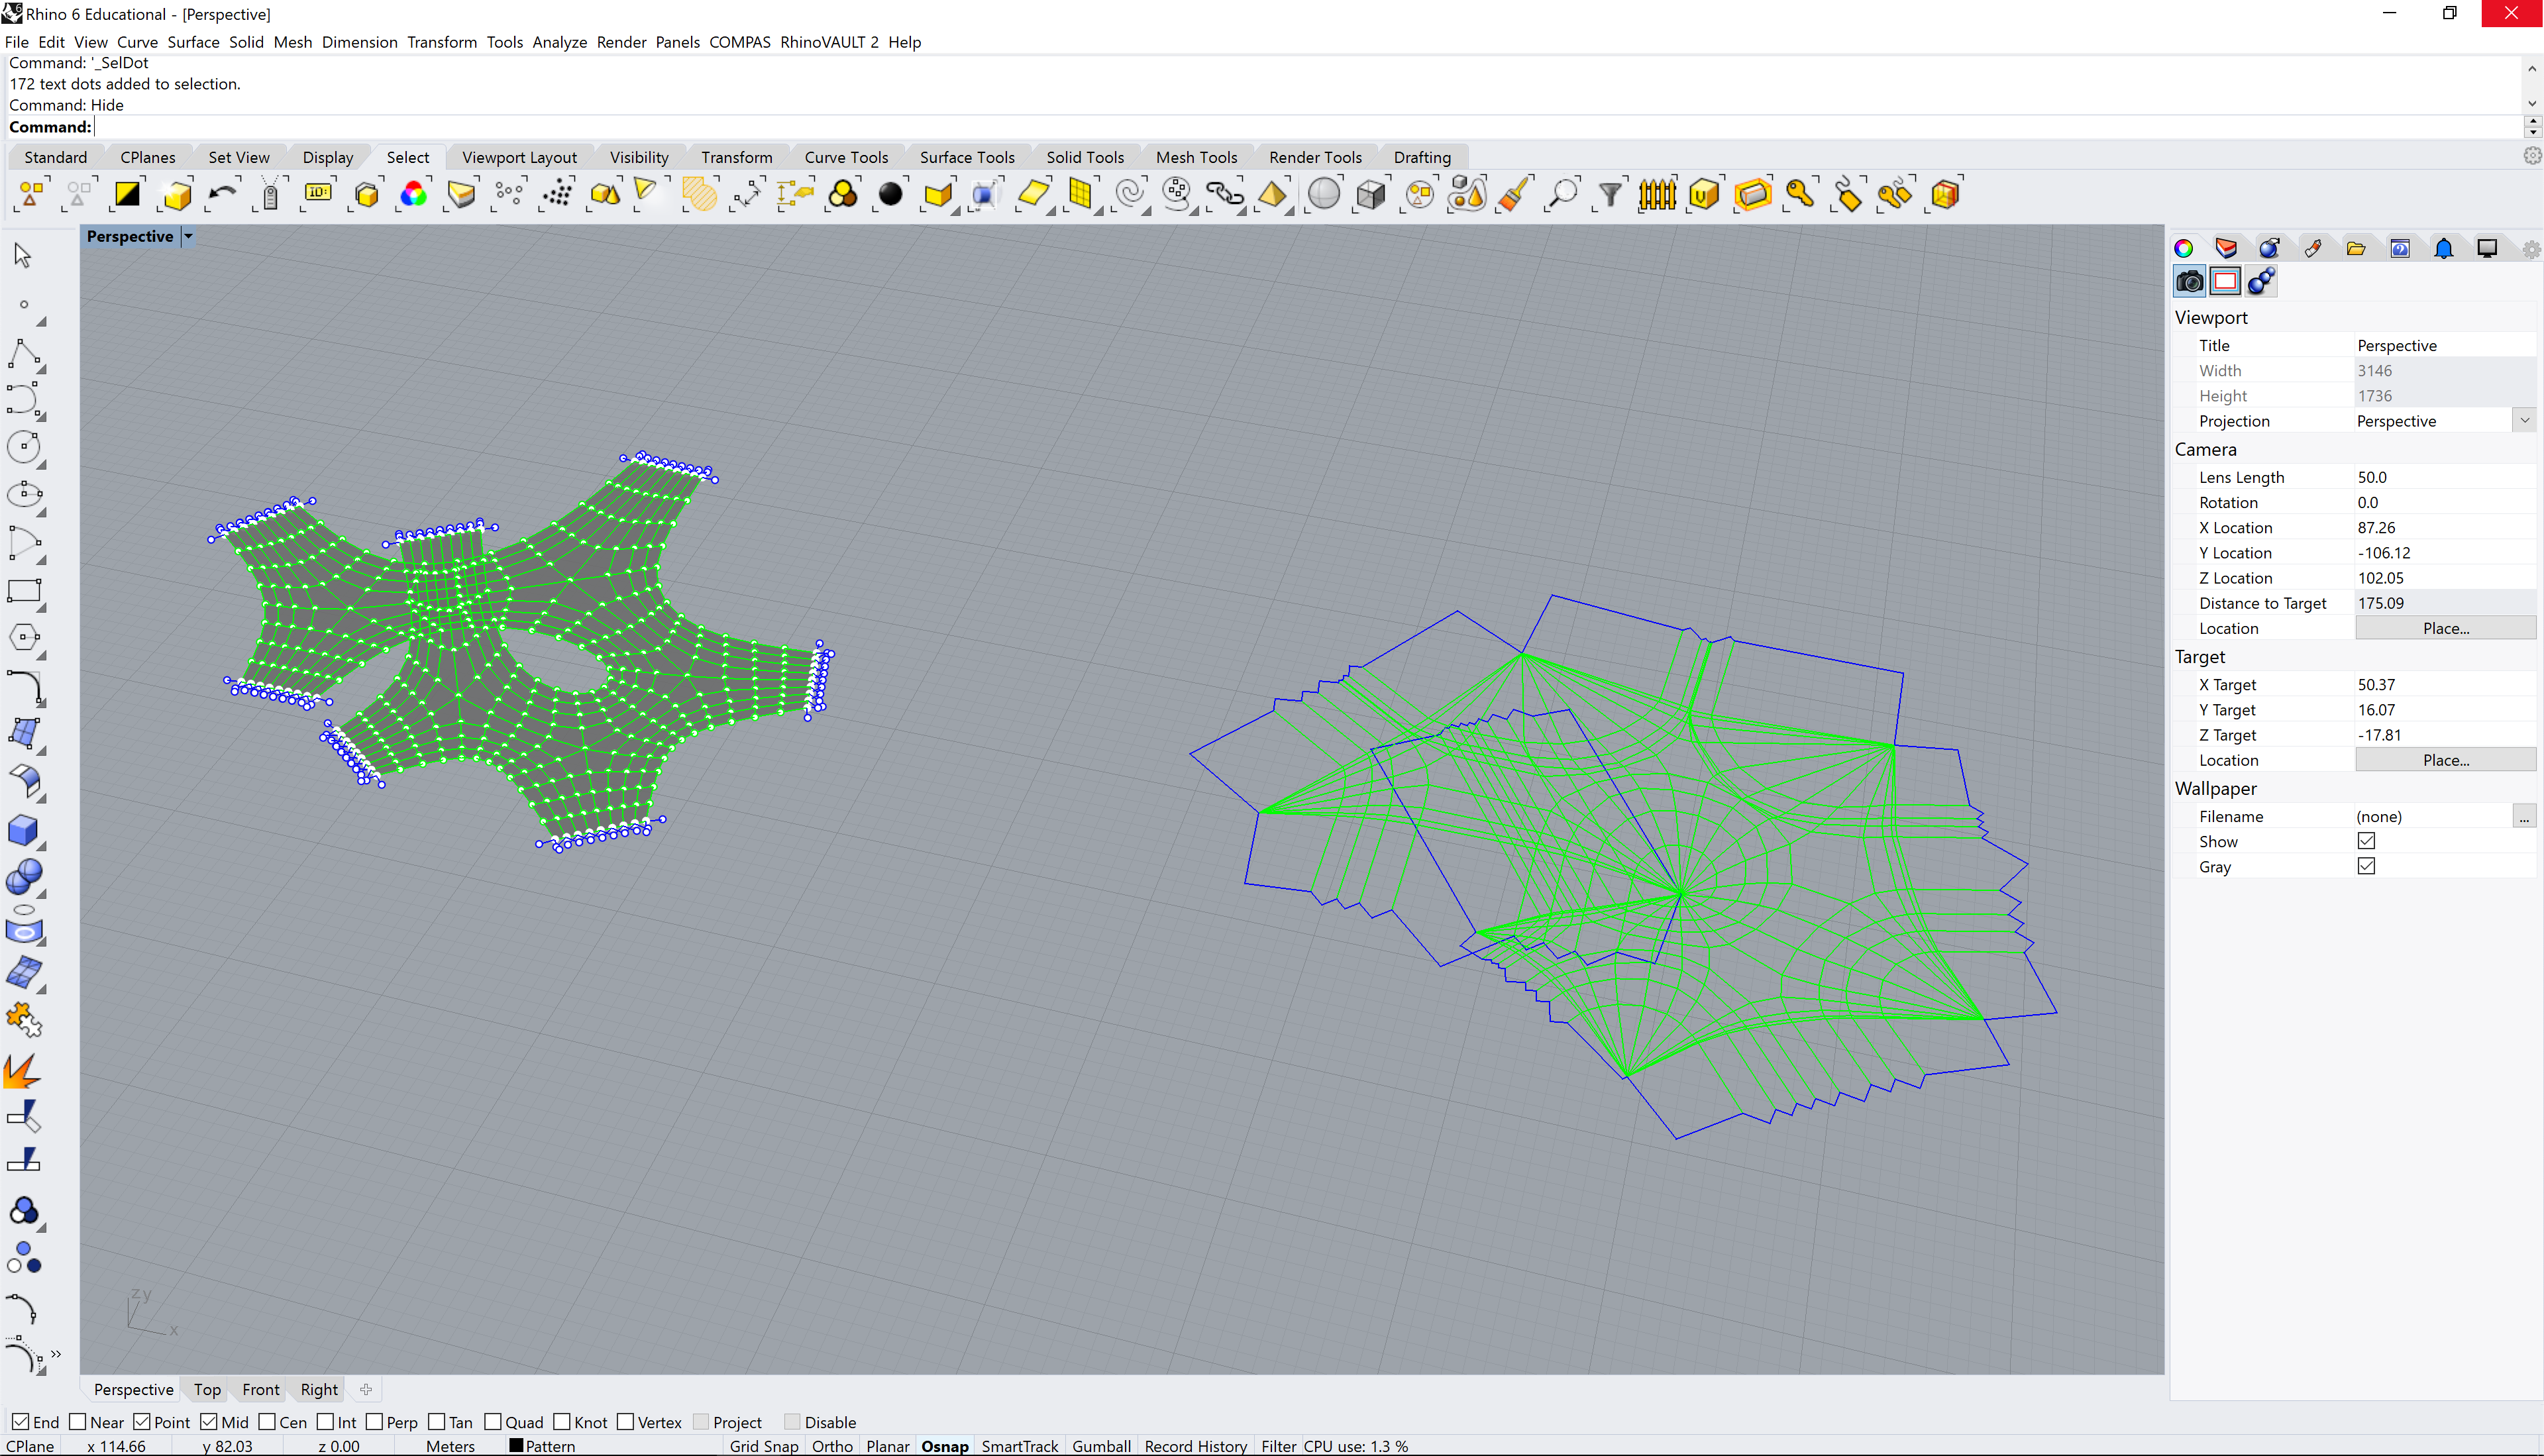 Rhino 6 Educational - [Perspective]
File Edit View Curve Surface Solid Mesh Dimension Transform Tools Analyze Render Panels COMPAS RhinoVAULT 2 Help
Command: '_SelDot
172 text dots added to selection.
Command: Hide
Command:
Standard CPlanes Set View Display Select Viewport Layout Visibility Transform Curve Tools Surface Tools Solid Tools Mesh Tools Render Tools Drafting
Perspective
Viewport
Title Perspective
Width 3146
Height 1736
Projection Perspective
Camera
Lens Length 50.0
Rotation 0.0
X Location 87.26
Y Location -106.12
Z Location 102.05
Distance to Target 175.09
Location Place...
Target
X Target 50.37
Y Target 16.07
Z Target -17.81
Location Place...
Wallpaper
Filename (none) ...
Show
Gray
z y
x
Perspective Top Front Right
End Near Point Mid Cen Int Perp Tan Quad Knot Vertex Project Disable
CPlane x 114.66 y 82.03 z 0.00 Meters Pattern Grid Snap Ortho Planar Osnap SmartTrack Gumball Record History Filter CPU use: 1.3 %